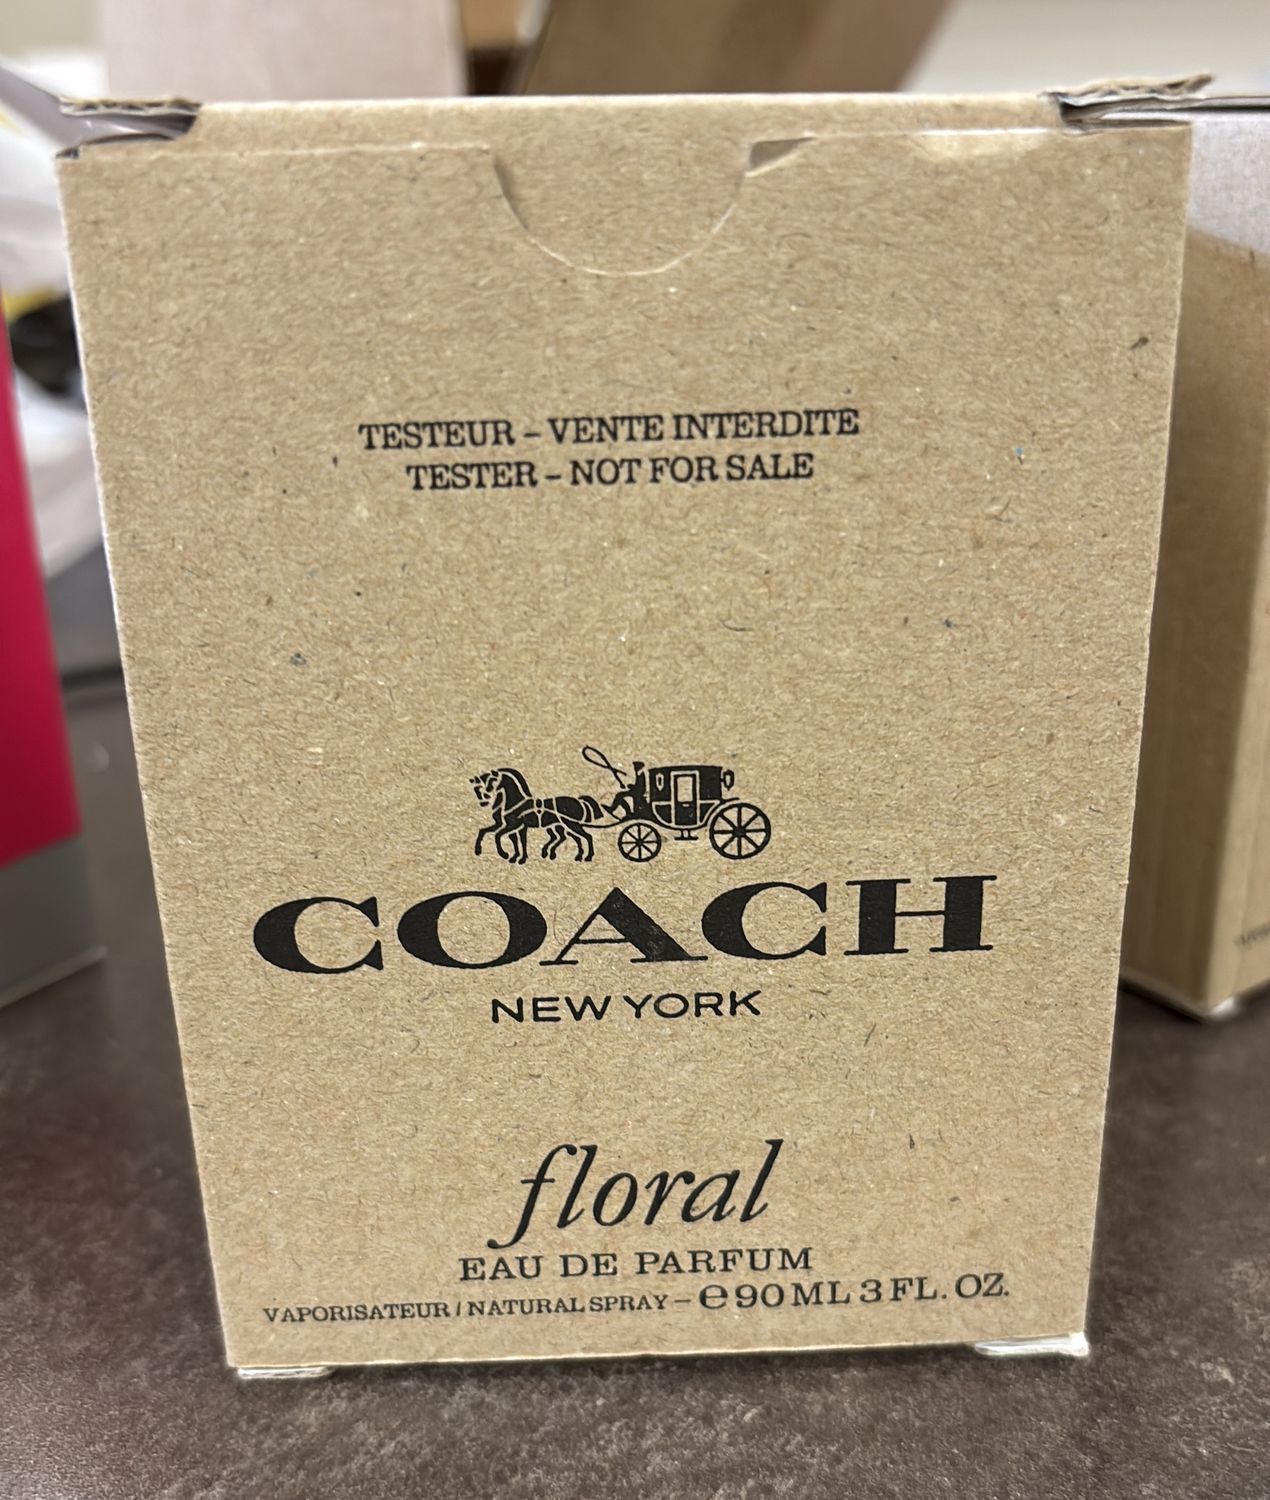 TESTEUR – VENTE INTERDITE
TESTER – NOT FOR SALE
COACH
NEW YORK
floral
EAU DE PARFUM
VAPORISATEUR / NATURAL SPRAY – ℮ 90 ML 3 FL. OZ.